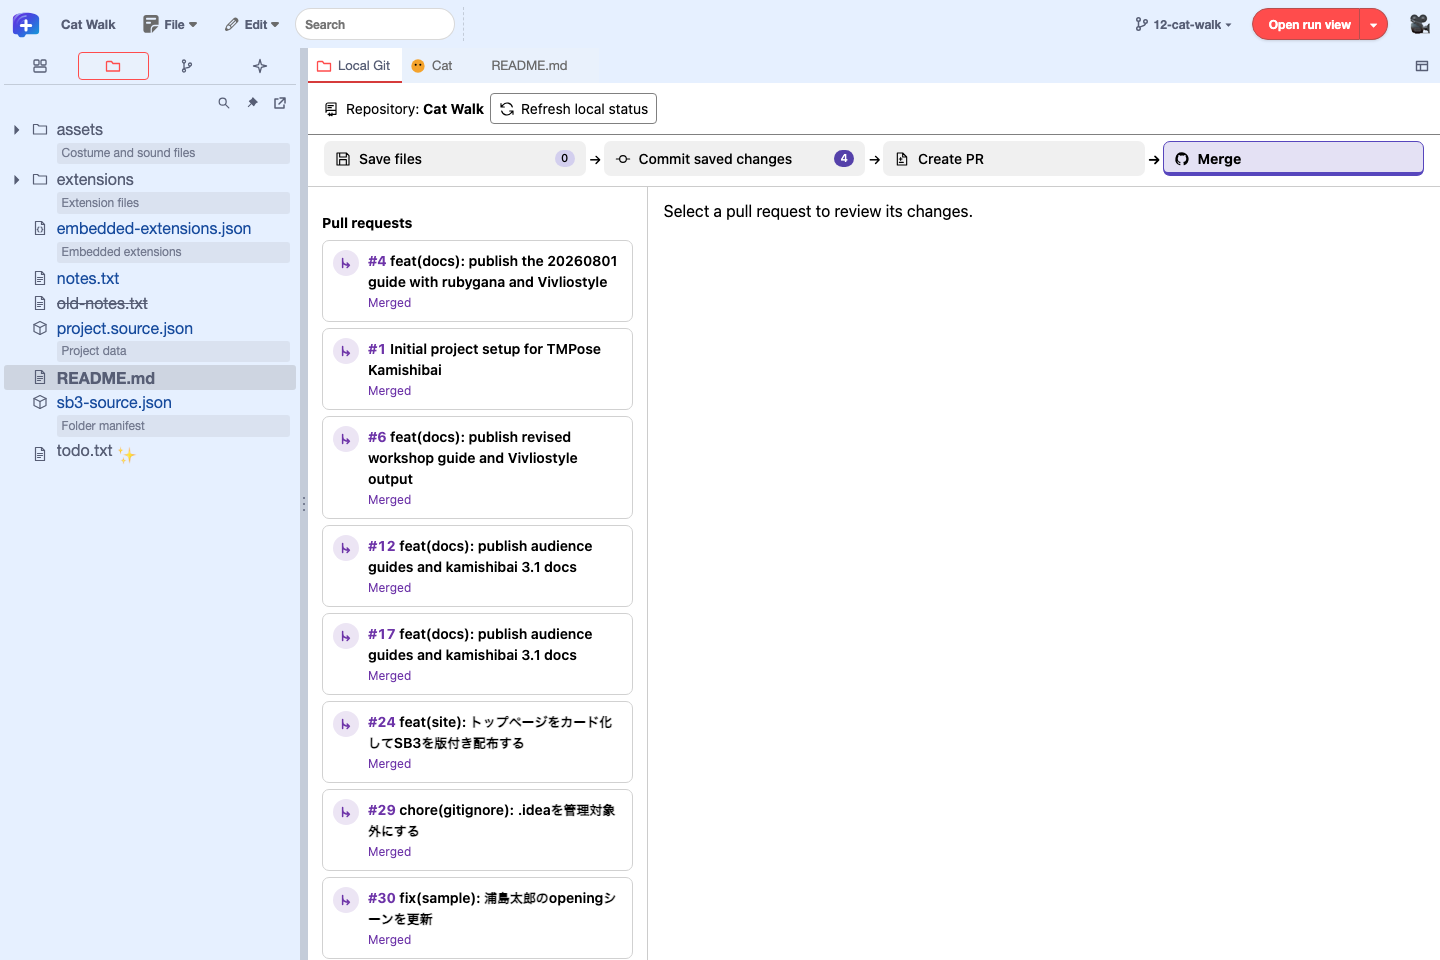 Cat Walk
File
Edit
Search
12-cat-walk
Open run view
Local Git
Cat
README.md
Repository: Cat Walk
Refresh local status
Save files
0
Commit saved changes
4
Create PR
Merge
assets
Costume and sound files
extensions
Extension files
embedded-extensions.json
Embedded extensions
notes.txt
old-notes.txt
project.source.json
Project data
README.md
sb3-source.json
Folder manifest
todo.txt ✨
Pull requests
#4 feat(docs): publish the 20260801
guide with rubygana and Vivliostyle
Merged
#1 Initial project setup for TMPose
Kamishibai
Merged
#6 feat(docs): publish revised
workshop guide and Vivliostyle
output
Merged
#12 feat(docs): publish audience
guides and kamishibai 3.1 docs
Merged
#17 feat(docs): publish audience
guides and kamishibai 3.1 docs
Merged
#24 feat(site): トップページをカード化
してSB3を版付き配布する
Merged
#29 chore(gitignore): .ideaを管理対象
外にする
Merged
#30 fix(sample): 浦島太郎のopeningシ
ーンを更新
Merged
Select a pull request to review its changes.